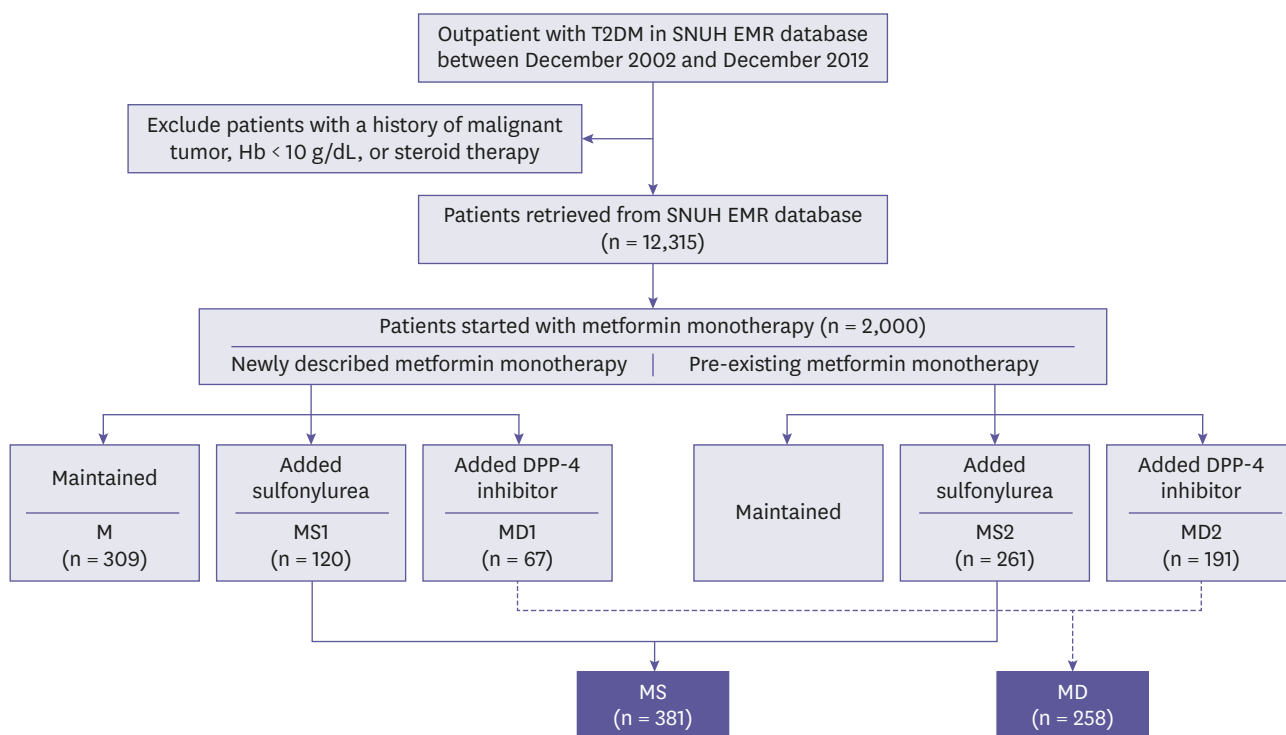 Outpatient with T2DM in SNUH EMR database
between December 2002 and December 2012
Exclude patients with a history of malignant
tumor, Hb < 10 g/dL, or steroid therapy
Patients retrieved from SNUH EMR database
(n = 12,315)
Patients started with metformin monotherapy (n = 2,000)
Newly described metformin monotherapy
Pre-existing metformin monotherapy
Maintained
M
(n = 309)
Added
sulfonylurea
MS1
(n = 120)
Added DPP-4
inhibitor
MD1
(n = 67)
Maintained
Added
sulfonylurea
MS2
(n = 261)
Added DPP-4
inhibitor
MD2
(n = 191)
MS
(n = 381)
MD
(n = 258)